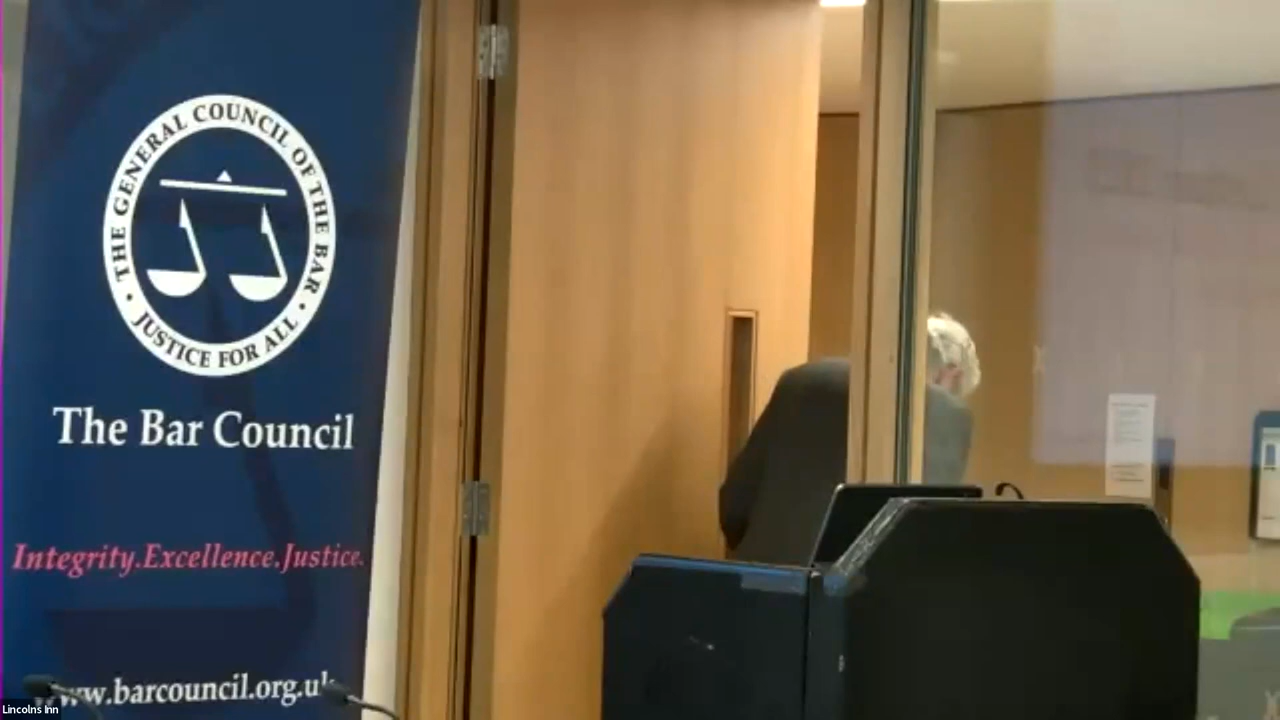 THE GENERAL COUNCIL OF THE BAR
• JUSTICE FOR ALL •
The Bar Council
Integrity.Excellence.Justice.
www.barcouncil.org.uk
Lincolns Inn